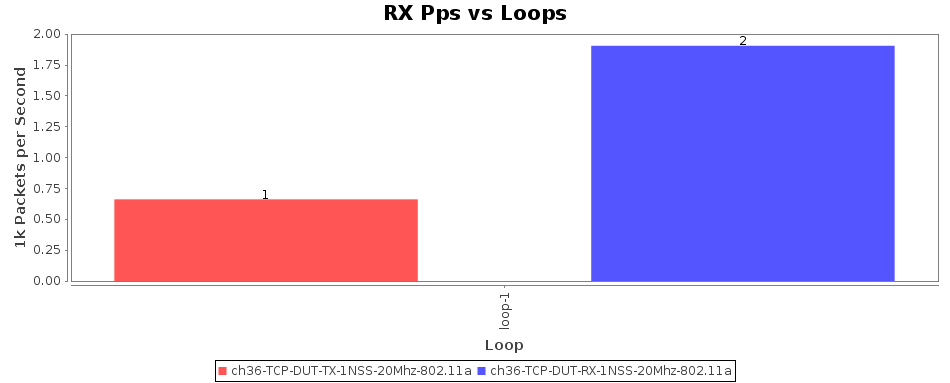 RX Pps vs Loops
1k Packets per Second
2.00
1.75
1.50
1.25
1.00
0.75
0.50
0.25
0.00
1
2
loop-1
Loop
ch36-TCP-DUT-TX-1NSS-20Mhz-802.11a ch36-TCP-DUT-RX-1NSS-20Mhz-802.11a